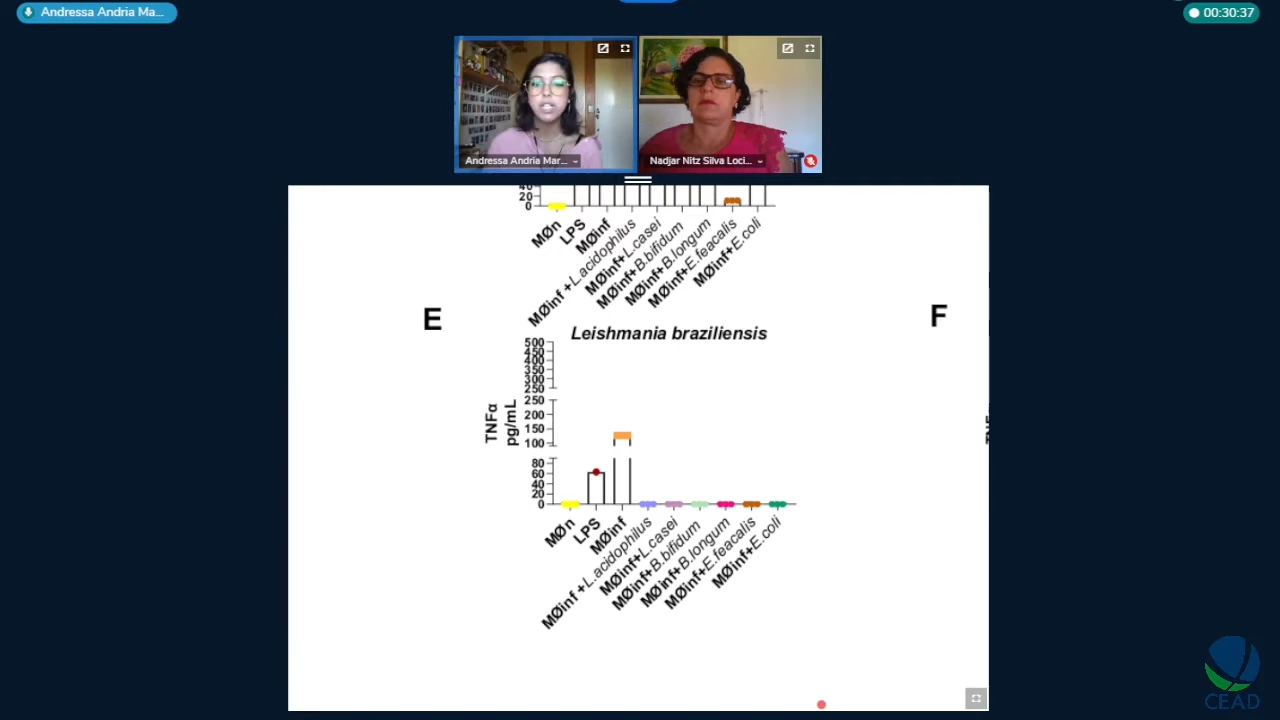 Andressa Andria Ma...
00:30:37
Andressa Andria Mar...
Nadjar Nitz Silva Loci...
40
20
0
MØn
LPS
MØinf
MØinf +L.acidophilus
MØinf+L.casei
MØinf+B.bifidum
MØinf+B.longum
MØinf+E.feacalis
MØinf+E.coli
E
F
Leishmania braziliensis
TNFα
pg/mL
500
450
400
350
300
250
250
200
150
100
80
60
40
20
0
MØn
LPS
MØinf
MØinf +L.acidophilus
MØinf+L.casei
MØinf+B.bifidum
MØinf+B.longum
MØinf+E.feacalis
MØinf+E.coli
CEAD